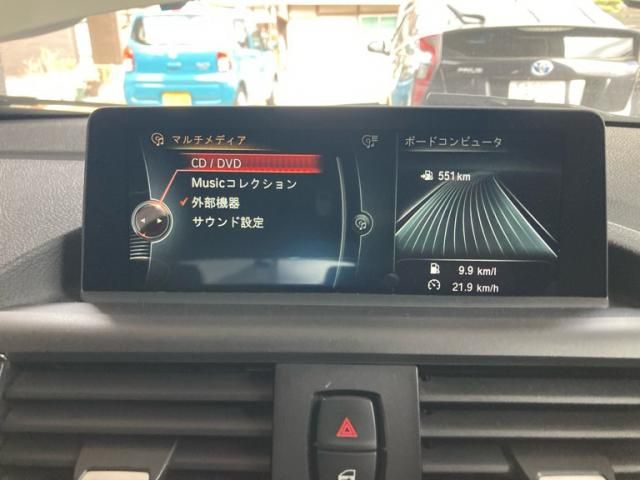 マルチメディア
CD / DVD
Musicコレクション
外部機器
サウンド設定
ボードコンピュータ
551 km
9.9 km/l
21.9 km/h
PRIUS